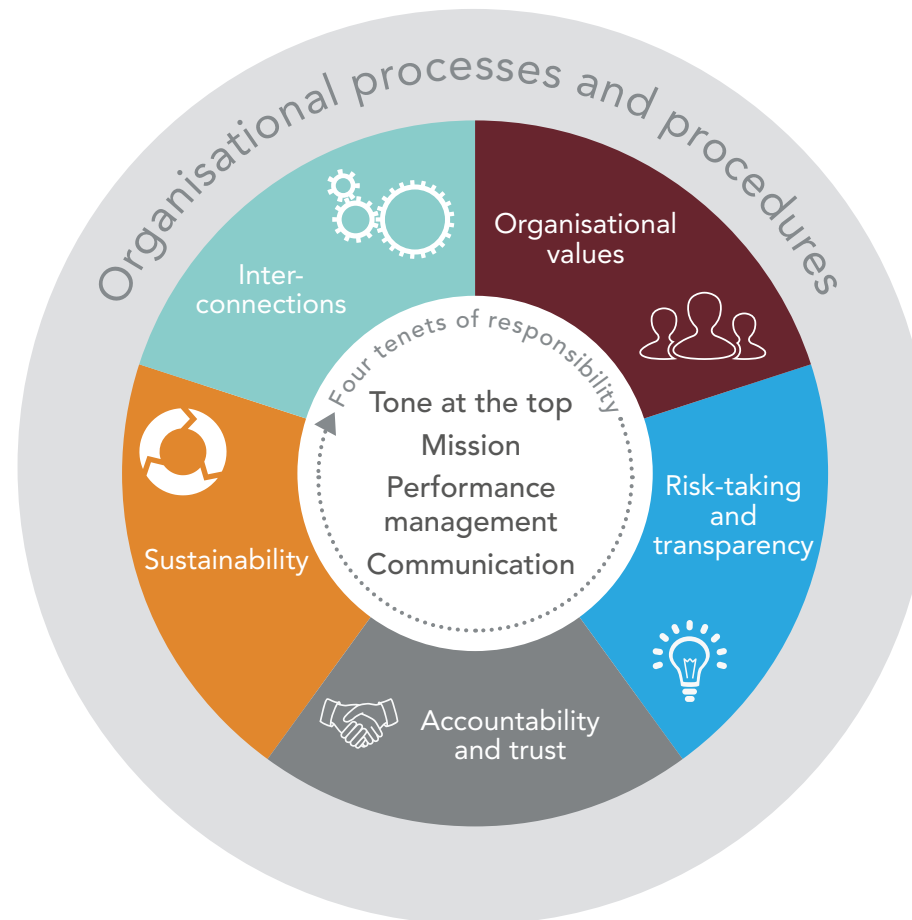 Organisational processes and procedures
Inter-
connections
Organisational
values
Four tenets of responsibility
Tone at the top
Mission
Performance
management
Communication
Risk-taking
and
transparency
Sustainability
Accountability
and trust